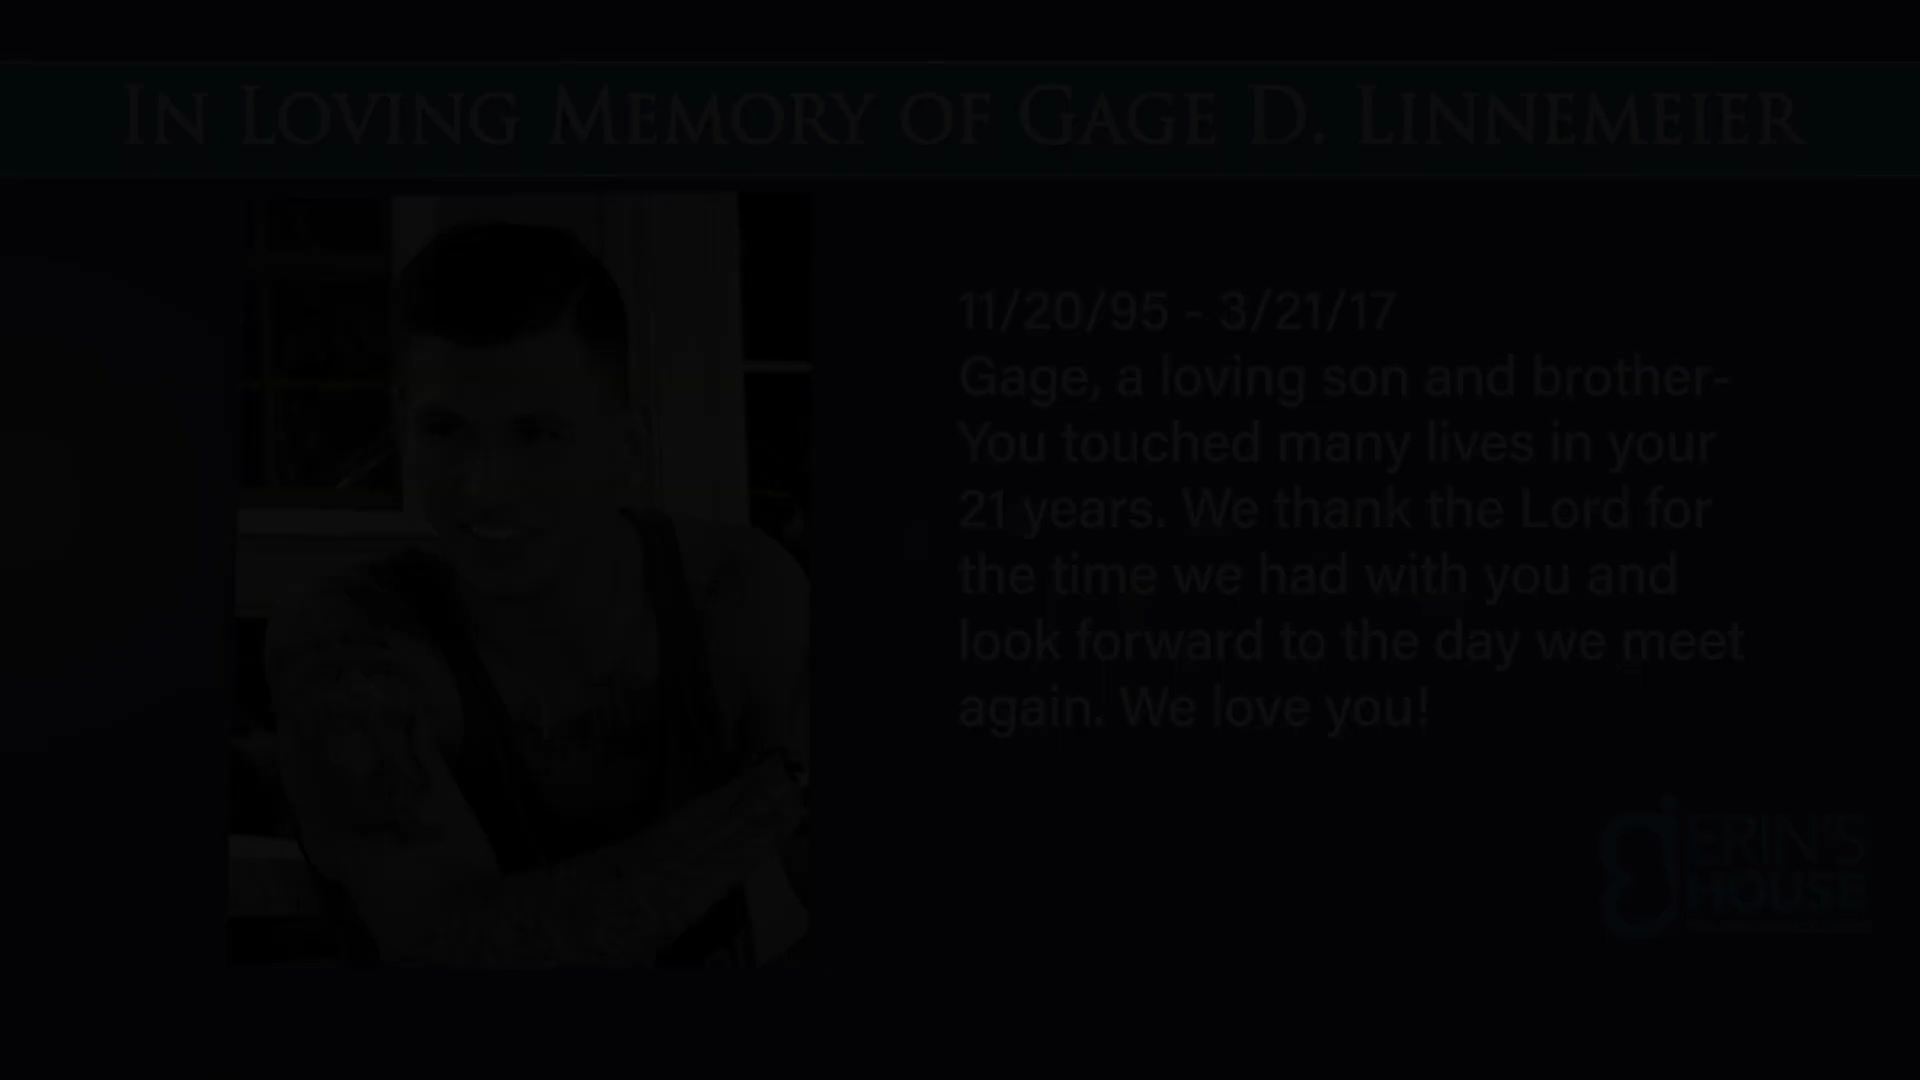 In Loving Memory of Gage D. Linnemeier
11/20/95 - 3/21/17
Gage, a loving son and brother-
You touched many lives in your
21 years. We thank the Lord for
the time we had with you and
look forward to the day we meet
again. We love you!
ERIN'S
HOUSE